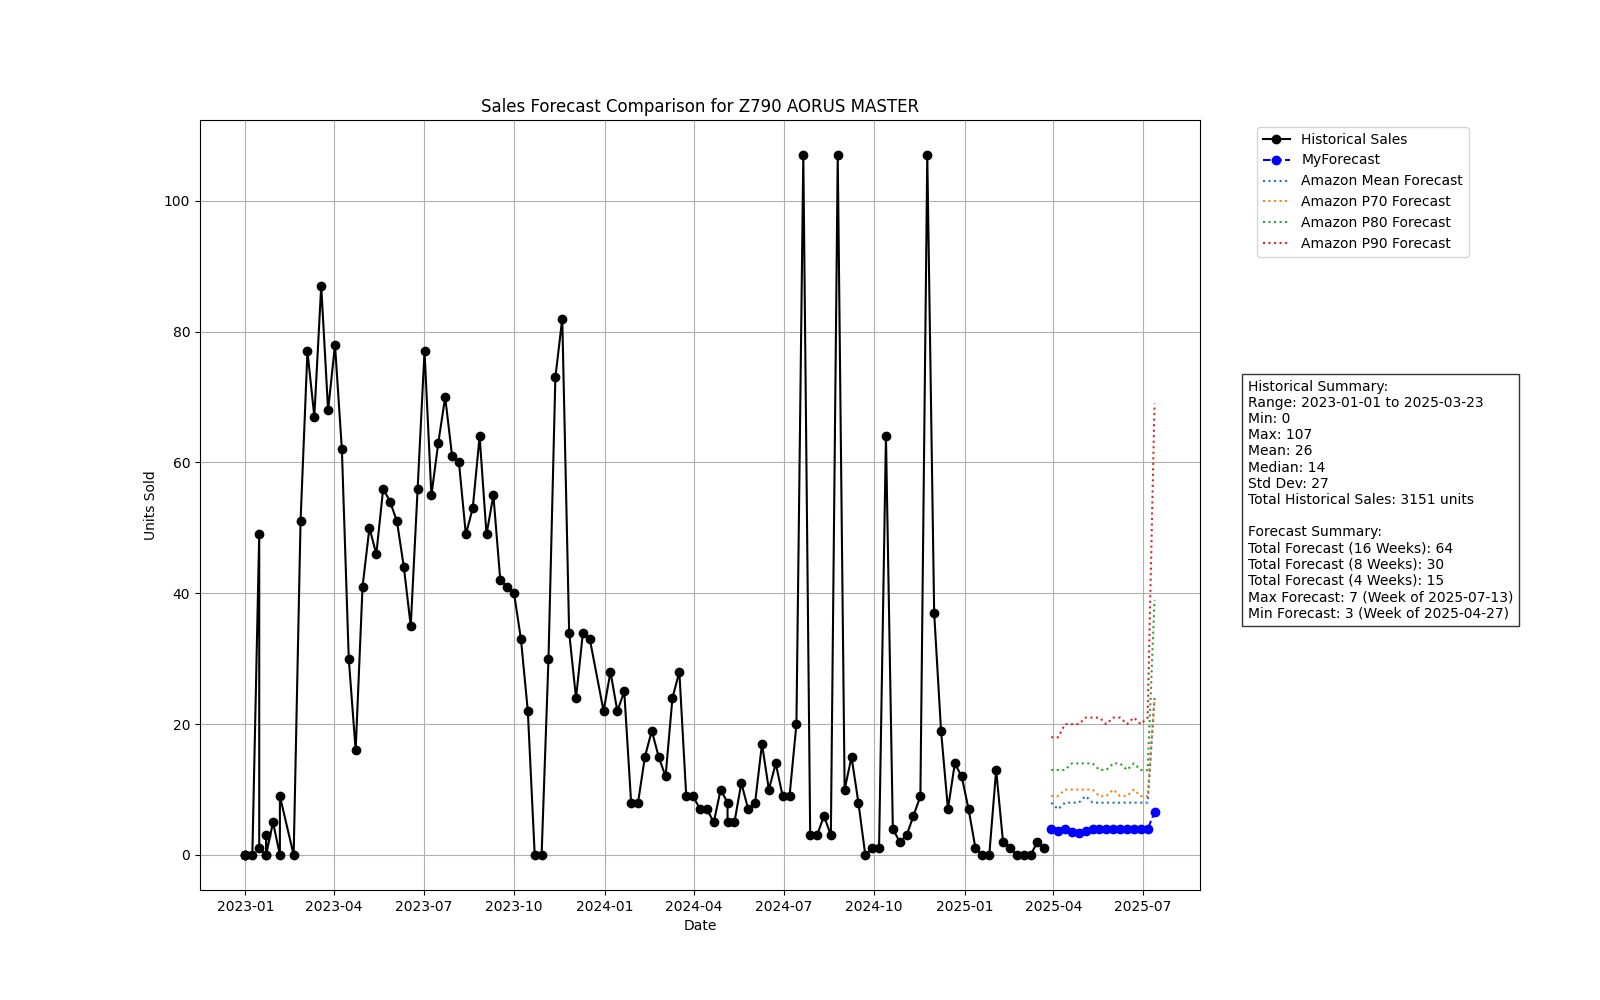 Sales Forecast Comparison for Z790 AORUS MASTER
Historical Sales
MyForecast
Amazon Mean Forecast
Amazon P70 Forecast
Amazon P80 Forecast
Amazon P90 Forecast
100
80
60
40
20
0
Units Sold
2023-01
2023-04
2023-07
2023-10
2024-01
2024-04
2024-07
2024-10
2025-01
2025-04
2025-07
Date
Historical Summary:
Range: 2023-01-01 to 2025-03-23
Min: 0
Max: 107
Mean: 26
Median: 14
Std Dev: 27
Total Historical Sales: 3151 units
Forecast Summary:
Total Forecast (16 Weeks): 64
Total Forecast (8 Weeks): 30
Total Forecast (4 Weeks): 15
Max Forecast: 7 (Week of 2025-07-13)
Min Forecast: 3 (Week of 2025-04-27)